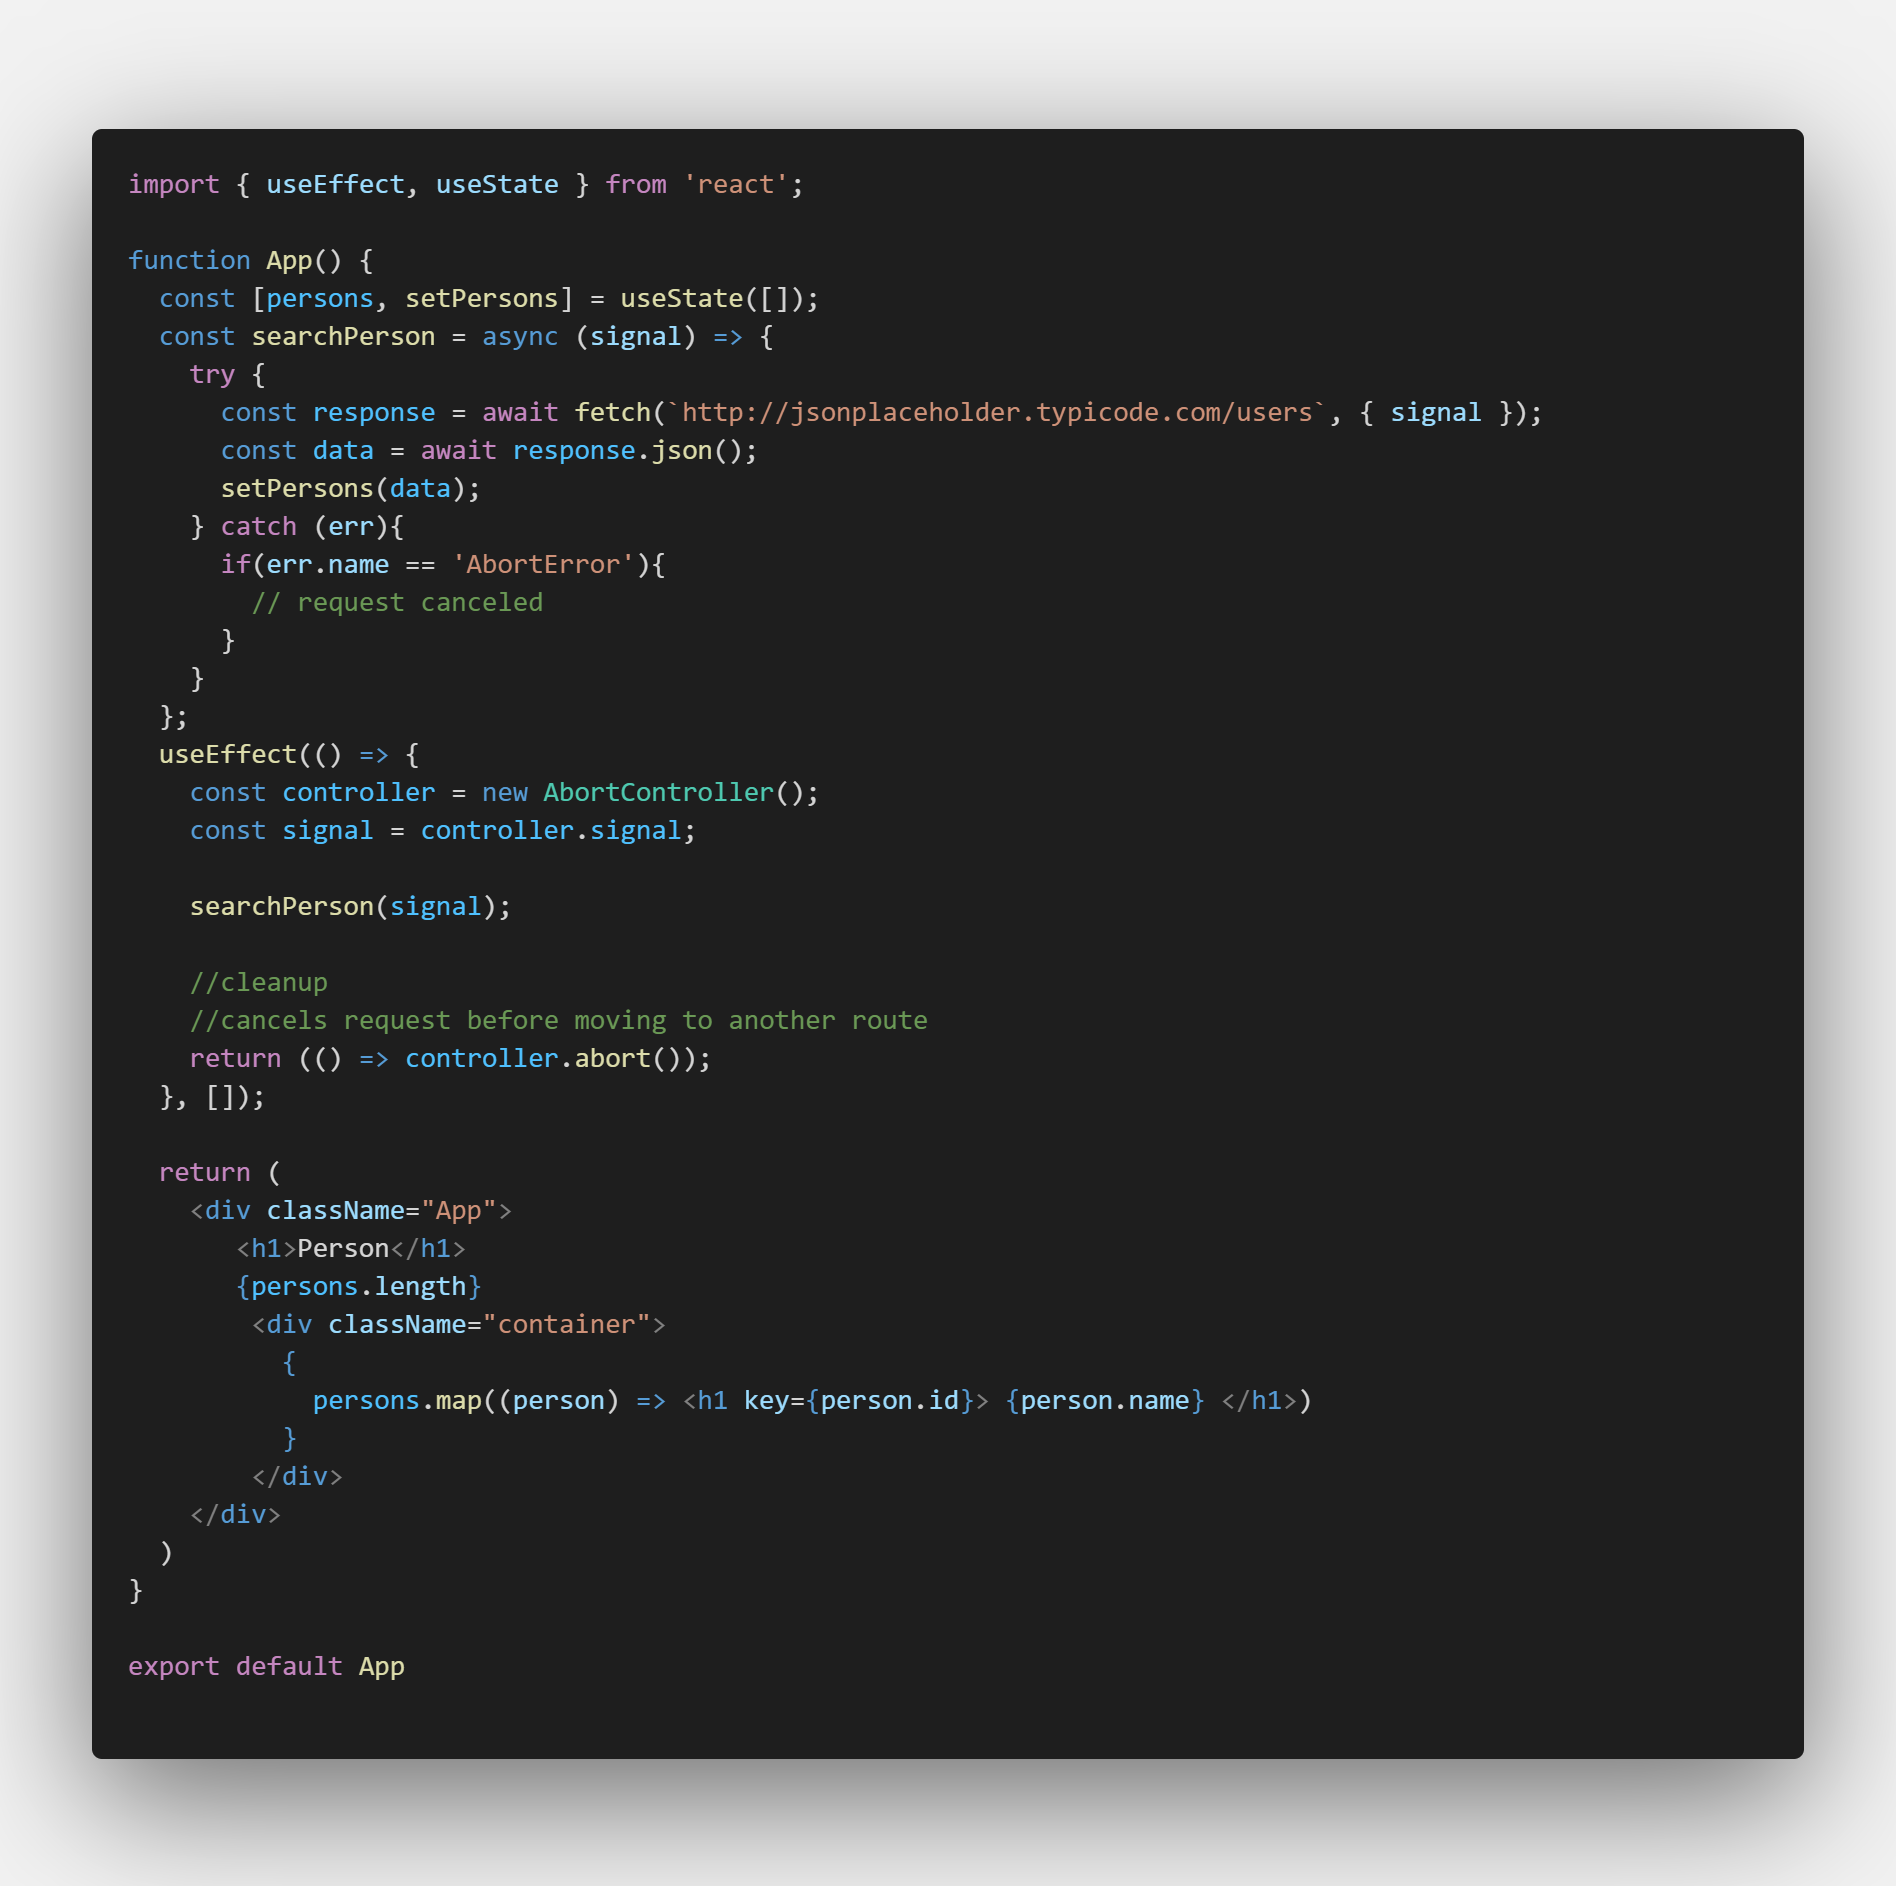 import { useEffect, useState } from 'react';

function App() {
  const [persons, setPersons] = useState([]);
  const searchPerson = async (signal) => {
    try {
      const response = await fetch(`http://jsonplaceholder.typicode.com/users`, { signal });
      const data = await response.json();
      setPersons(data);
    } catch (err){
      if(err.name == 'AbortError'){
        // request canceled
      }
    }
  };
  useEffect(() => {
    const controller = new AbortController();
    const signal = controller.signal;

    searchPerson(signal);

    //cleanup
    //cancels request before moving to another route
    return (() => controller.abort());
  }, []);

  return (
    <div className="App">
       <h1>Person</h1>
       {persons.length}
        <div className="container">
          {
            persons.map((person) => <h1 key={person.id}> {person.name} </h1>)
          }
        </div>
    </div>
  )
}

export default App